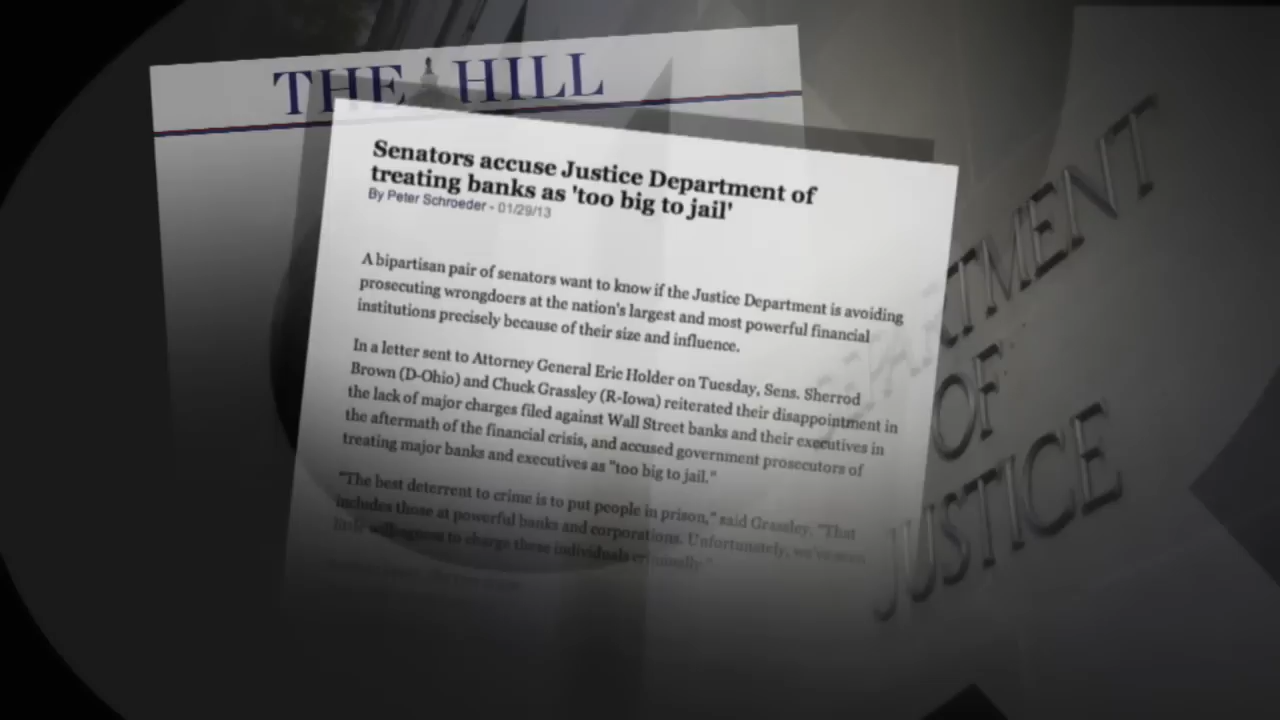 THE HILL
Senators accuse Justice Department of
treating banks as 'too big to jail'
By Peter Schroeder - 01/29/13
A bipartisan pair of senators want to know if the Justice Department is avoiding
prosecuting wrongdoers at the nation's largest and most powerful financial
institutions precisely because of their size and influence.
In a letter sent to Attorney General Eric Holder on Tuesday, Sens. Sherrod
Brown (D-Ohio) and Chuck Grassley (R-Iowa) reiterated their disappointment in
the lack of major charges filed against Wall Street banks and their executives in
the aftermath of the financial crisis, and accused government prosecutors of
treating major banks and executives as "too big to jail."
"The best deterrent to crime is to put people in prison," said Grassley. "That
includes those at powerful banks and corporations. Unfortunately, we've seen
little willingness to charge these individuals criminally."
DEPARTMENT
OF
JUSTICE